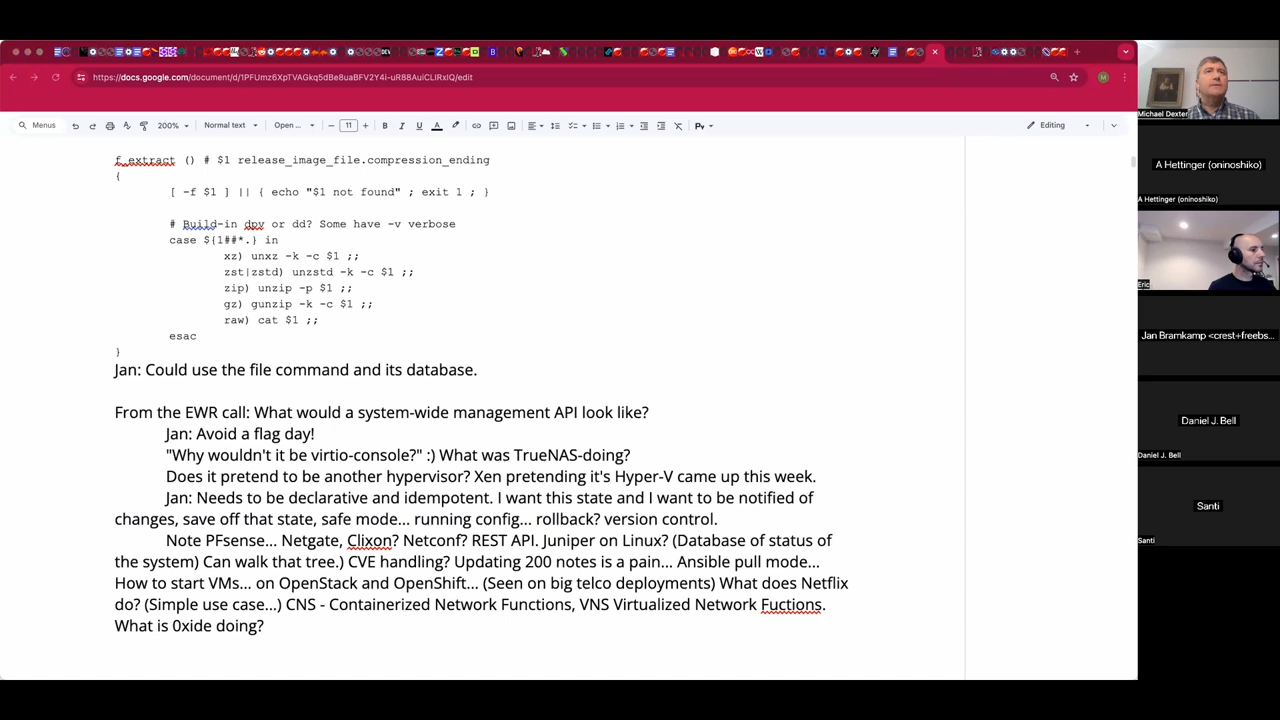 https://docs.google.com/document/d/1PFUmz6XpTVAGkq5dBe8uaBFV2Y4i-uR88AuiCLIRxIQ/edit
M
Menus
200%
Normal text
Open ...
11
Editing
f_extract () # $1 release_image_file.compression_ending
{
[ -f $1 ] || { echo "$1 not found" ; exit 1 ; }
# Build-in dpv or dd? Some have -v verbose
case ${1##*.} in
xz) unxz -k -c $1 ;;
zst|zstd) unzstd -k -c $1 ;;
zip) unzip -p $1 ;;
gz) gunzip -k -c $1 ;;
raw) cat $1 ;;
esac
}
Jan: Could use the file command and its database.
From the EWR call: What would a system-wide management API look like?
Jan: Avoid a flag day!
"Why wouldn't it be virtio-console?" :) What was TrueNAS-doing?
Does it pretend to be another hypervisor? Xen pretending it's Hyper-V came up this week.
Jan: Needs to be declarative and idempotent. I want this state and I want to be notified of
changes, save off that state, safe mode... running config... rollback? version control.
Note PFsense... Netgate, Clixon? Netconf? REST API. Juniper on Linux? (Database of status of
the system) Can walk that tree.) CVE handling? Updating 200 notes is a pain... Ansible pull mode...
How to start VMs... on OpenStack and OpenShift... (Seen on big telco deployments) What does Netflix
do? (Simple use case...) CNS - Containerized Network Functions, VNS Virtualized Network Fuctions.
What is 0xide doing?
Michael Dexter
A Hettinger (oninoshiko)
A Hettinger (oninoshiko)
Eric
Jan Bramkamp <crest+freebs...
Daniel J. Bell
Daniel J. Bell
Santi
Santi